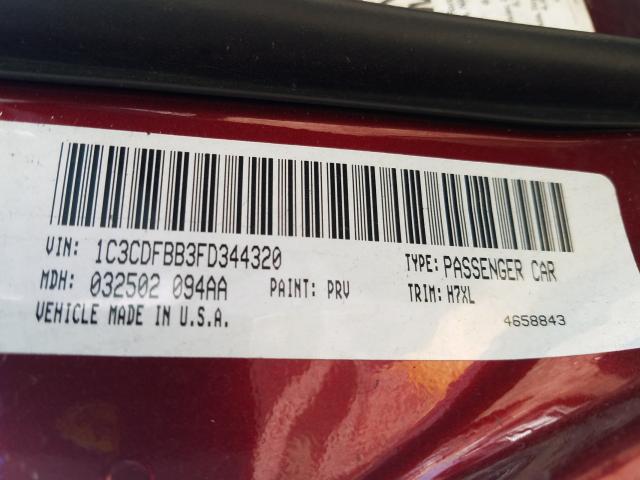 VIN: 1C3CDFBB3FD344320 TYPE: PASSENGER CAR
MDH: 032502 094AA PAINT: PRV TRIM: H7XL
VEHICLE MADE IN U.S.A. 4658843